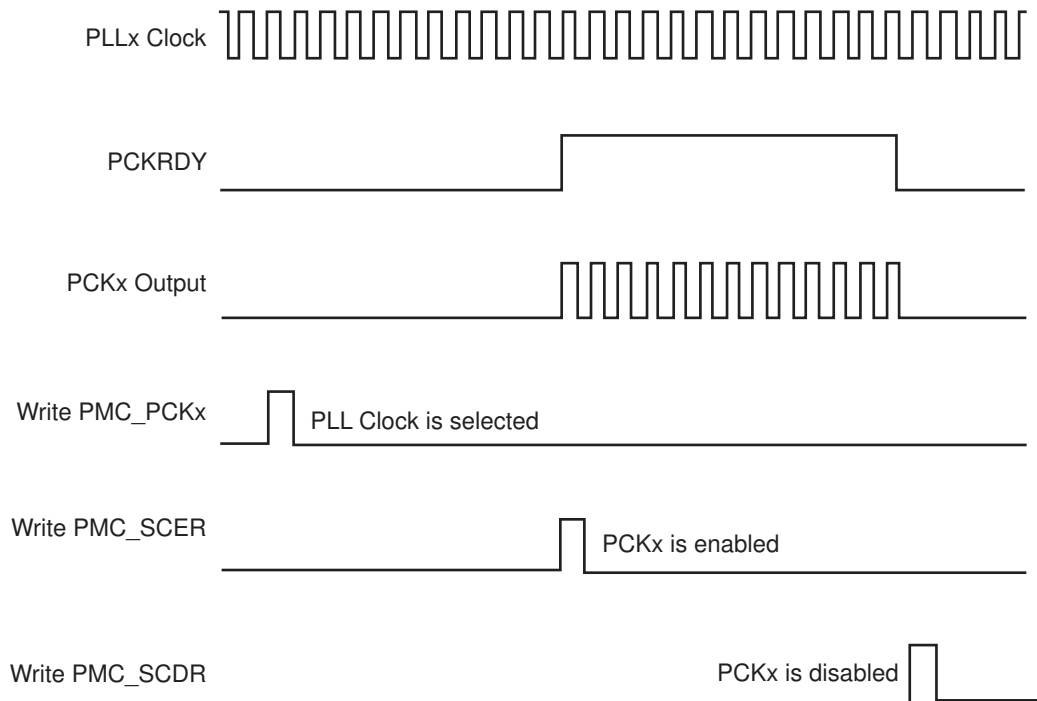 PLLx Clock
PCKRDY
PCKx Output
Write PMC_PCKx
PLL Clock is selected
Write PMC_SCER
PCKx is enabled
Write PMC_SCDR
PCKx is disabled